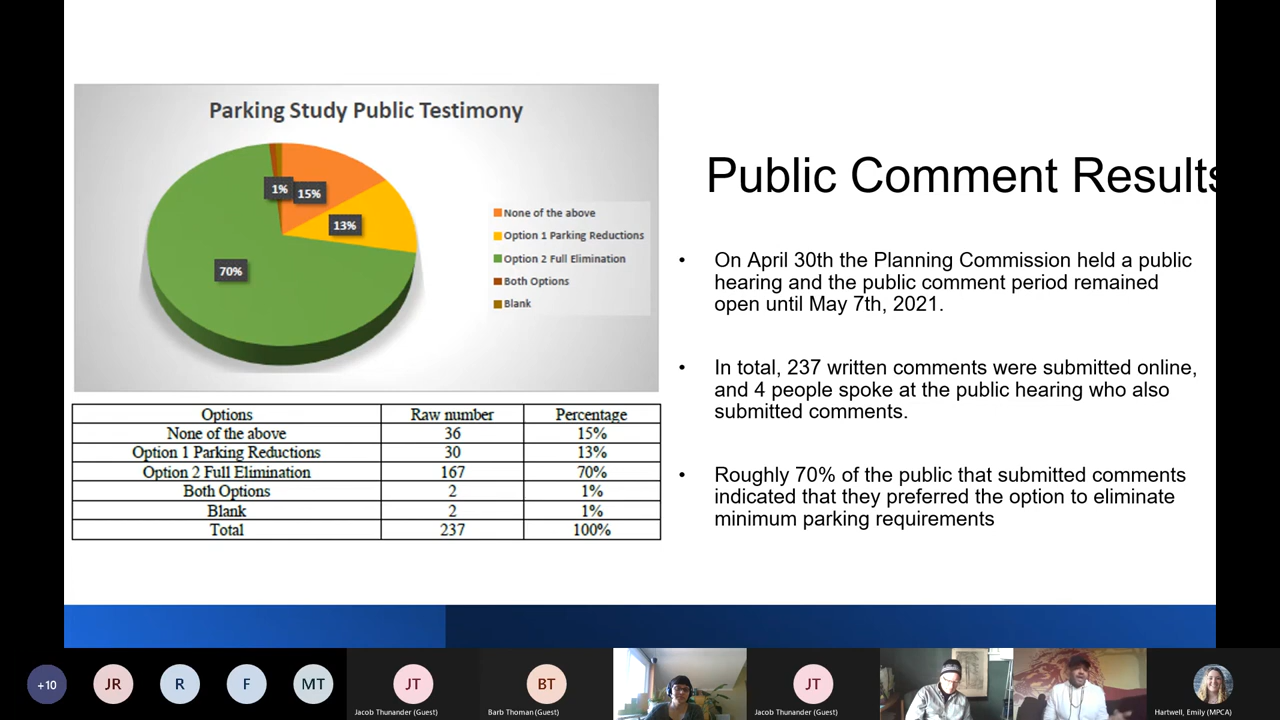 Parking Study Public Testimony
1%
15%
13%
70%
None of the above
Option 1 Parking Reductions
Option 2 Full Elimination
Both Options
Blank
Options Raw number Percentage
None of the above 36 15%
Option 1 Parking Reductions 30 13%
Option 2 Full Elimination 167 70%
Both Options 2 1%
Blank 2 1%
Total 237 100%
Public Comment Results
• On April 30th the Planning Commission held a public
hearing and the public comment period remained
open until May 7th, 2021.
• In total, 237 written comments were submitted online,
and 4 people spoke at the public hearing who also
submitted comments.
• Roughly 70% of the public that submitted comments
indicated that they preferred the option to eliminate
minimum parking requirements
+10
JR
R
F
MT
JT
Jacob Thunander (Guest)
BT
Barb Thoman (Guest)
JT
Jacob Thunander (Guest)
Hartwell, Emily (MPCA)